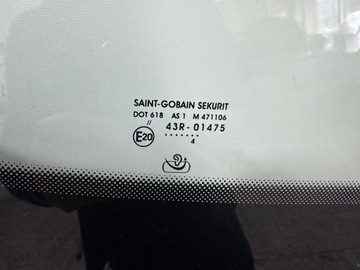 SAINT-GOBAIN SEKURIT
DOT 618 AS 1 M 471106
//
E20 43R-01475
.......
4